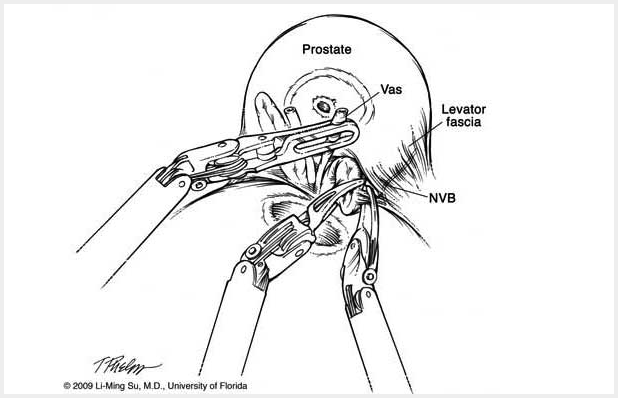 Prostate
Vas
Levator
fascia
NVB
© 2009 Li-Ming Su, M.D., University of Florida